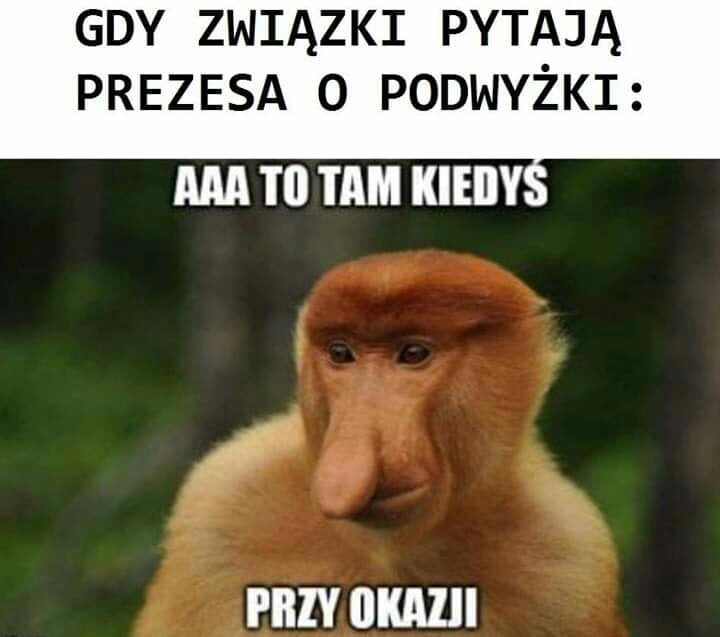 GDY ZWIĄZKI PYTAJĄ
PREZESA O PODWYŻKI:
AAA TO TAM KIEDYŚ
PRZY OKAZJI